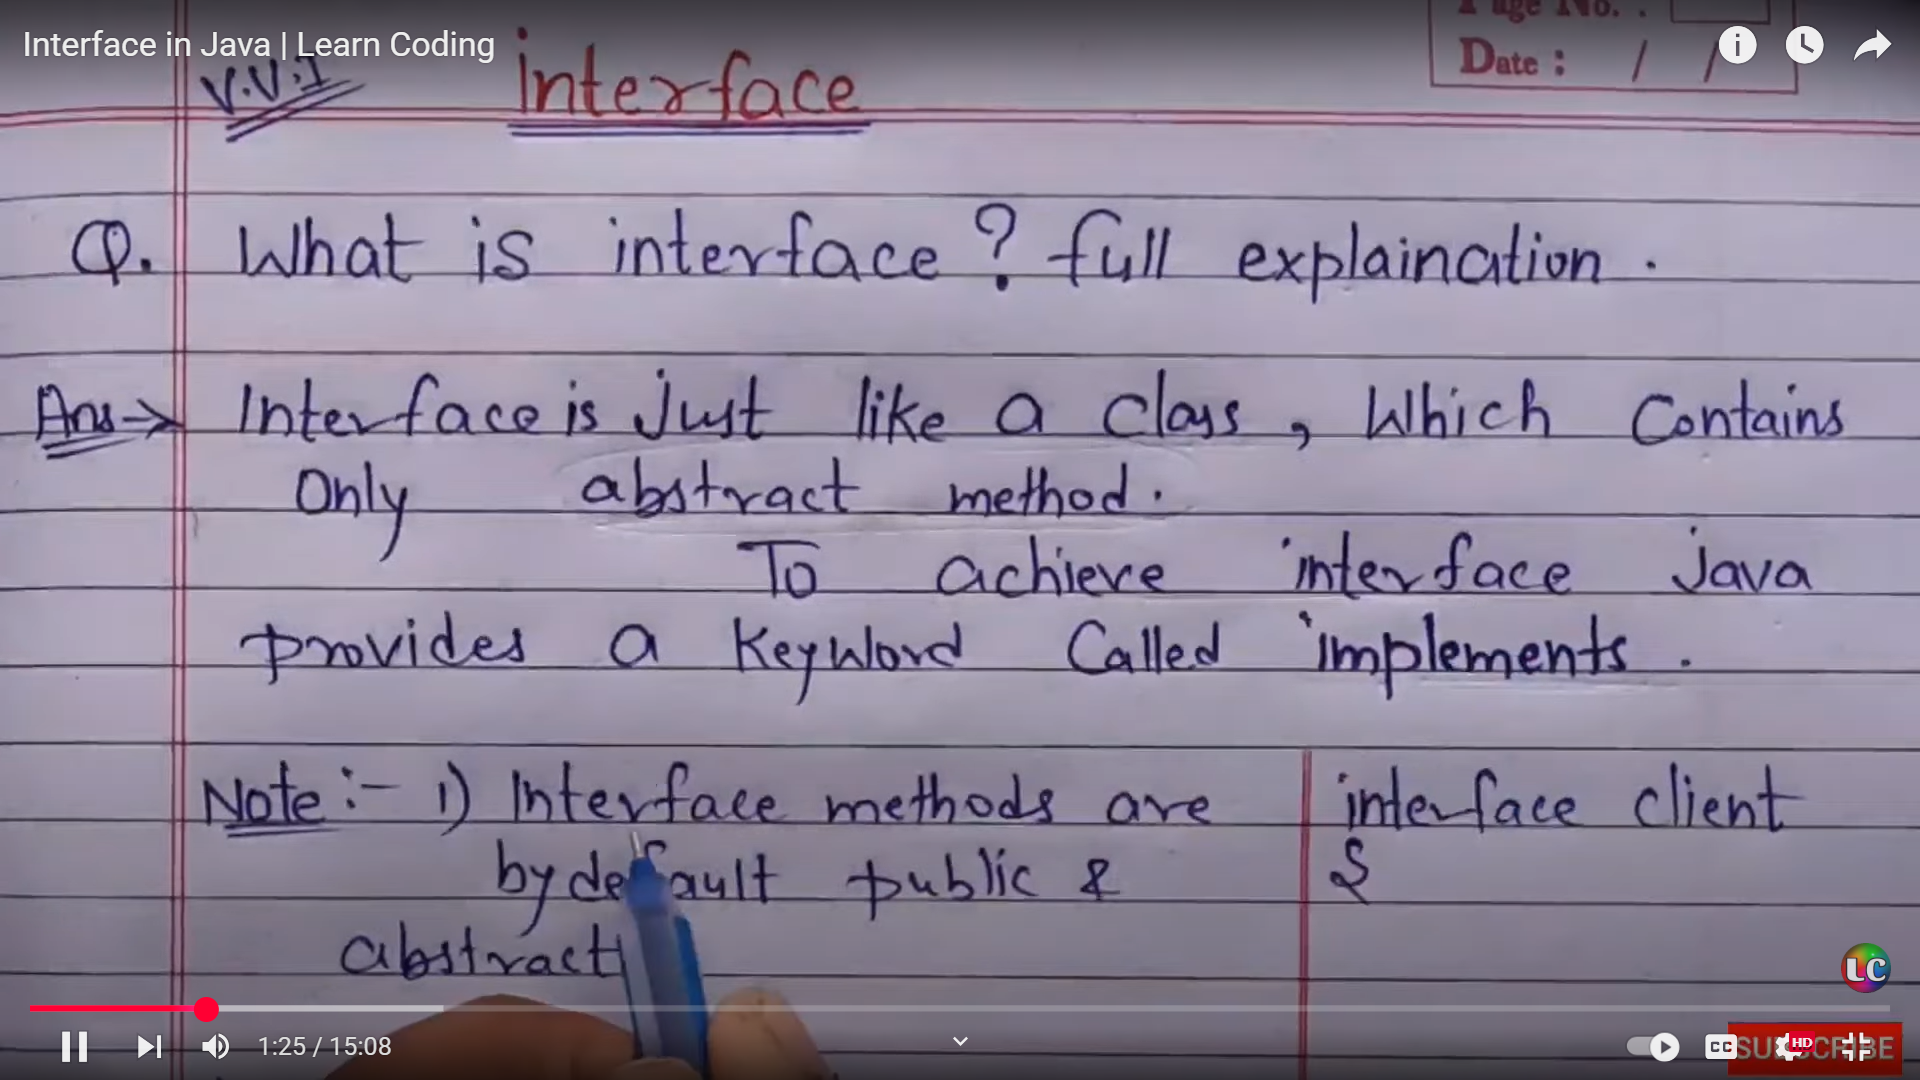 Interface in Java | Learn Coding
Page No. :
Date : / /
V.V.I
Interface
Q. What is interface ? full explaination .
Ans→ Interface is Just like a Class , Which Contains
Only abstract method .
To achieve interface Java
provides a KeyWord Called implements .
Note :- 1) Interface methods are
by default public &
abstract
interface client
{
LC
1:25 / 15:08
CC
HD
SUBSCRIBE